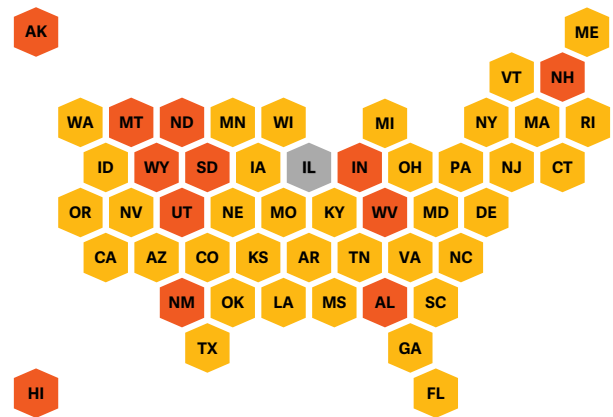 AK ME
VT NH
WA MT ND MN WI MI NY MA RI
ID WY SD IA IL IN OH PA NJ CT
OR NV UT NE MO KY WV MD DE
CA AZ CO KS AR TN VA NC
NM OK LA MS AL SC
TX GA
HI FL